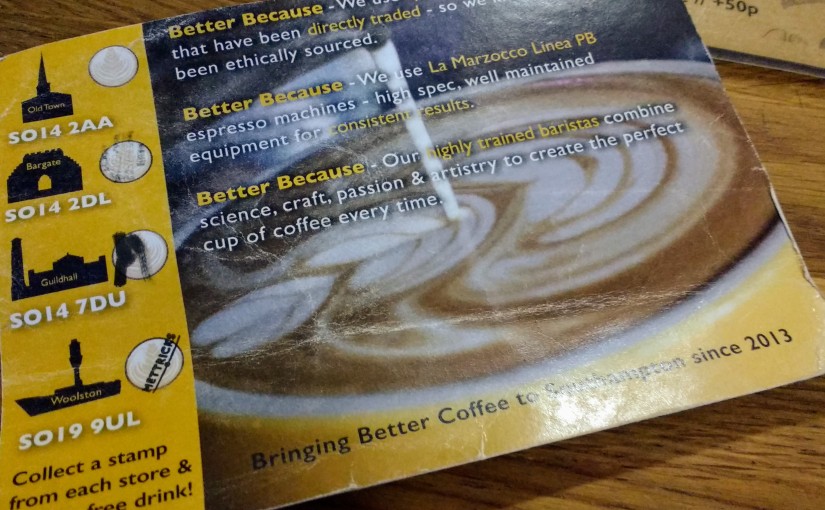 Old Town
SO14 2AA
Bargate
SO14 2DL
Guildhall
SO14 7DU
METTRICKS
Woolston
SO19 9UL
Collect a stamp
from each store &
free drink!
Better Because - We use
that have been directly traded - so we
been ethically sourced.
Better Because - We use La Marzocco Linea PB
espresso machines - high spec, well maintained
equipment for consistent results.
Better Because - Our highly trained baristas combine
science, craft, passion & artistry to create the perfect
cup of coffee every time.
Bringing Better Coffee to Southampton since 2013
+50p